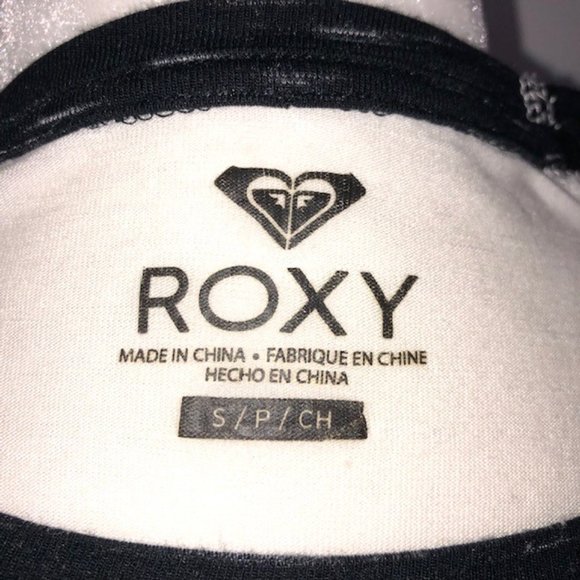 ROXY
MADE IN CHINA • FABRIQUE EN CHINE
HECHO EN CHINA
S / P / CH